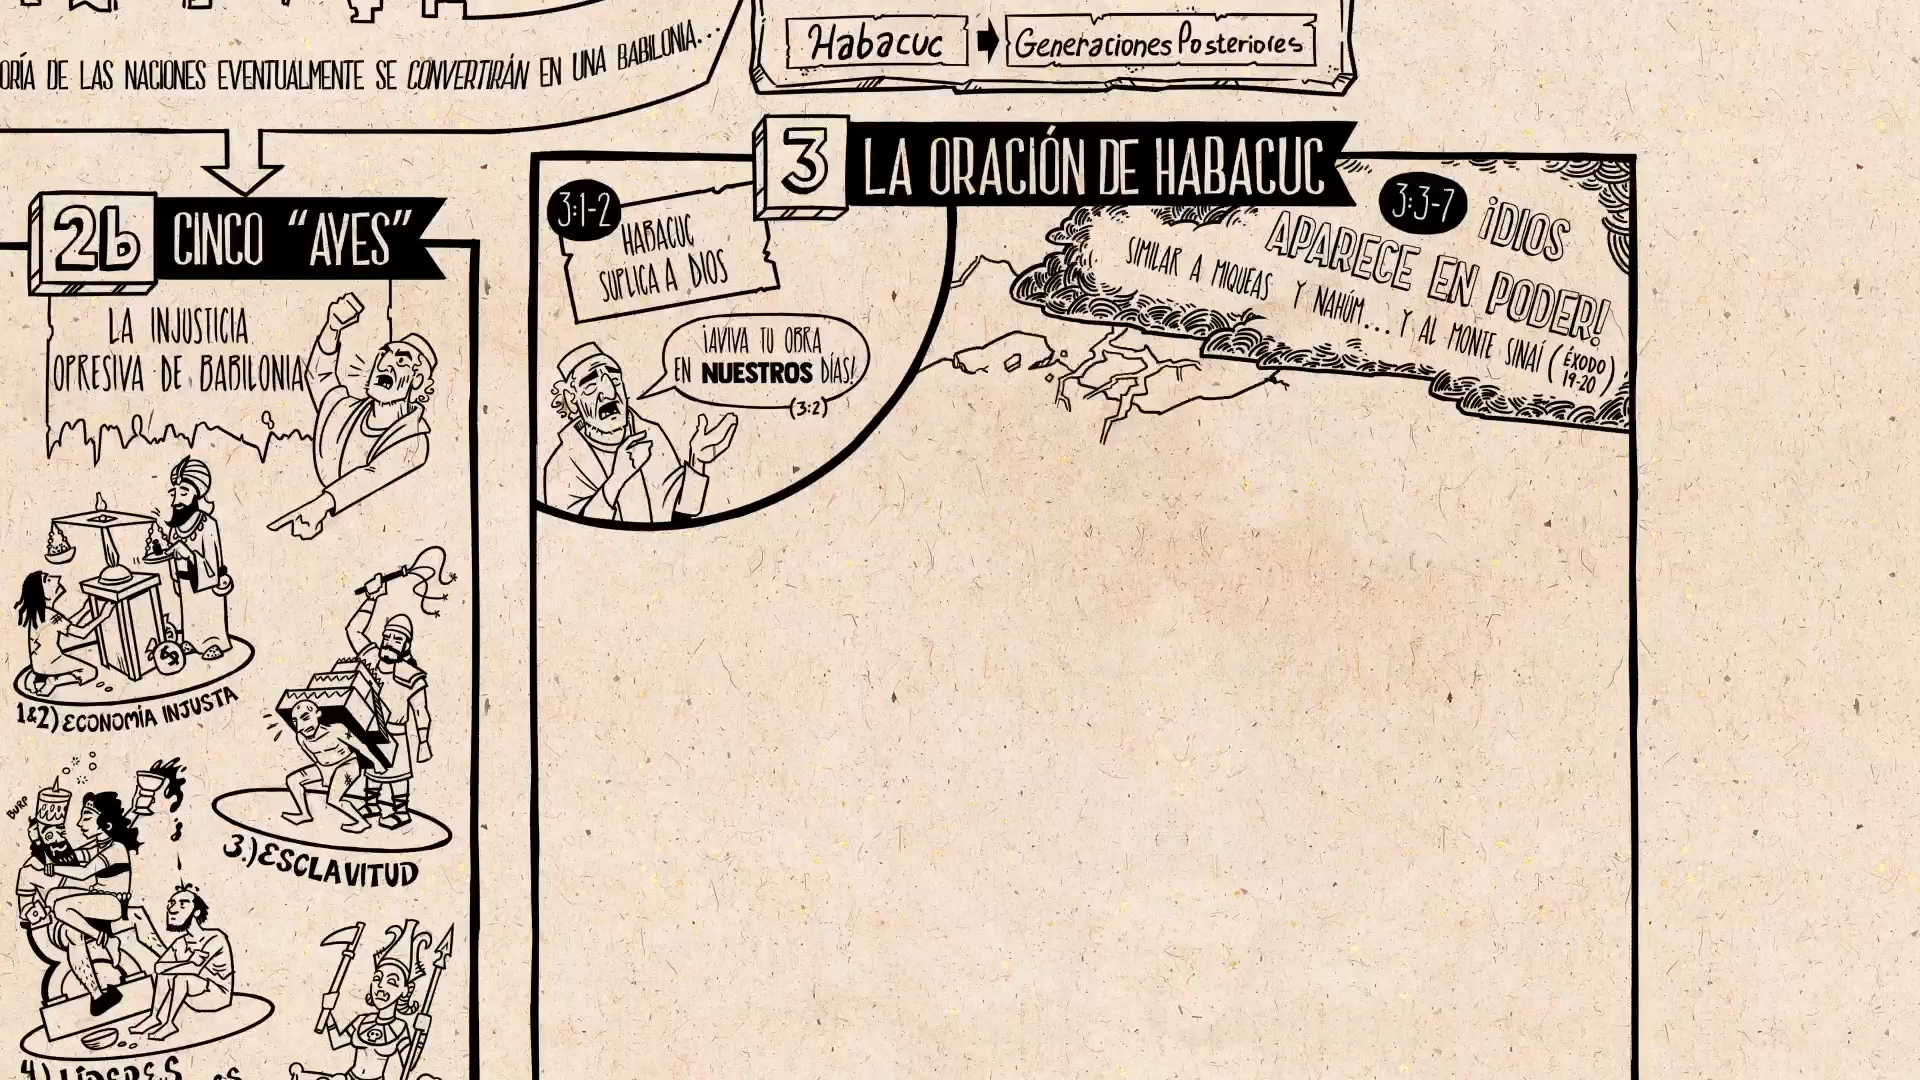 ORÍA DE LAS NACIONES EVENTUALMENTE SE CONVERTIRÁN EN UNA BABILONIA...
Habacuc
Generaciones Posteriores
2b
CINCO “AYES”
LA INJUSTICIA
OPRESIVA DE BABILONIA
1&2) ECONOMÍA INJUSTA
3.) ESCLAVITUD
BURP
4) LÍDERES
3
LA ORACIÓN DE HABACUC
3:1-2
HABACUC
SUPLICA A DIOS
¡AVIVA TU OBRA
EN NUESTROS DÍAS!
(3:2)
3:3-7
¡DIOS
APARECE EN PODER!
SIMILAR A MIQUEAS Y NAHÚM... Y AL MONTE SINAÍ (ÉXODO
19-20)